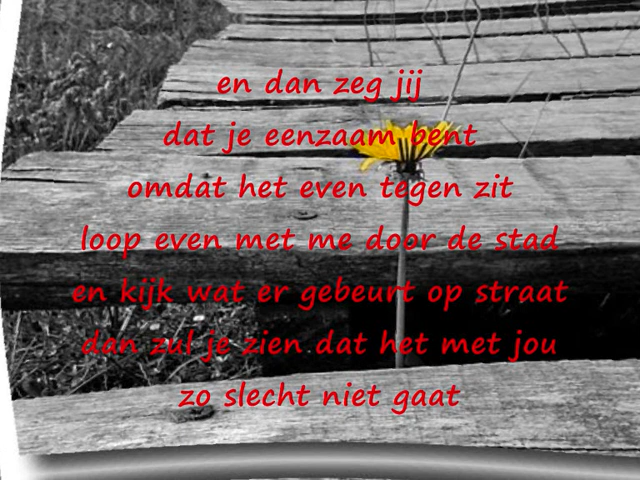 en dan zeg jij
dat je eenzaam bent
omdat het even tegen zit
loop even met me door de stad
en kijk wat er gebeurt op straat
dan zul je zien dat het met jou
zo slecht niet gaat